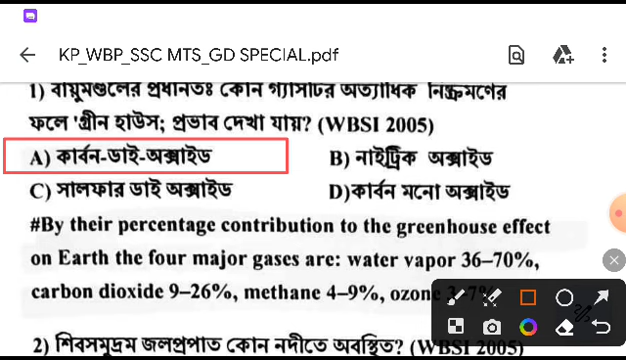 KP_WBP_SSC MTS_GD SPECIAL.pdf
1) বায়ুমণ্ডলের প্রধানতঃ কোন গ্যাসটির অত্যাধিক নিষ্ক্রমণের
ফলে 'গ্রীন হাউস; প্রভাব দেখা যায়? (WBSI 2005)
A) কার্বন-ডাই-অক্সাইড B) নাইট্রিক অক্সাইড
C) সালফার ডাই অক্সাইড D)কার্বন মনো অক্সাইড
#By their percentage contribution to the greenhouse effect
on Earth the four major gases are: water vapor 36–70%,
carbon dioxide 9–26%, methane 4–9%, ozone
2) শিবসমুদ্রম জলপ্রপাত কোন নদীতে অবস্থিত? (WBSI 2005)